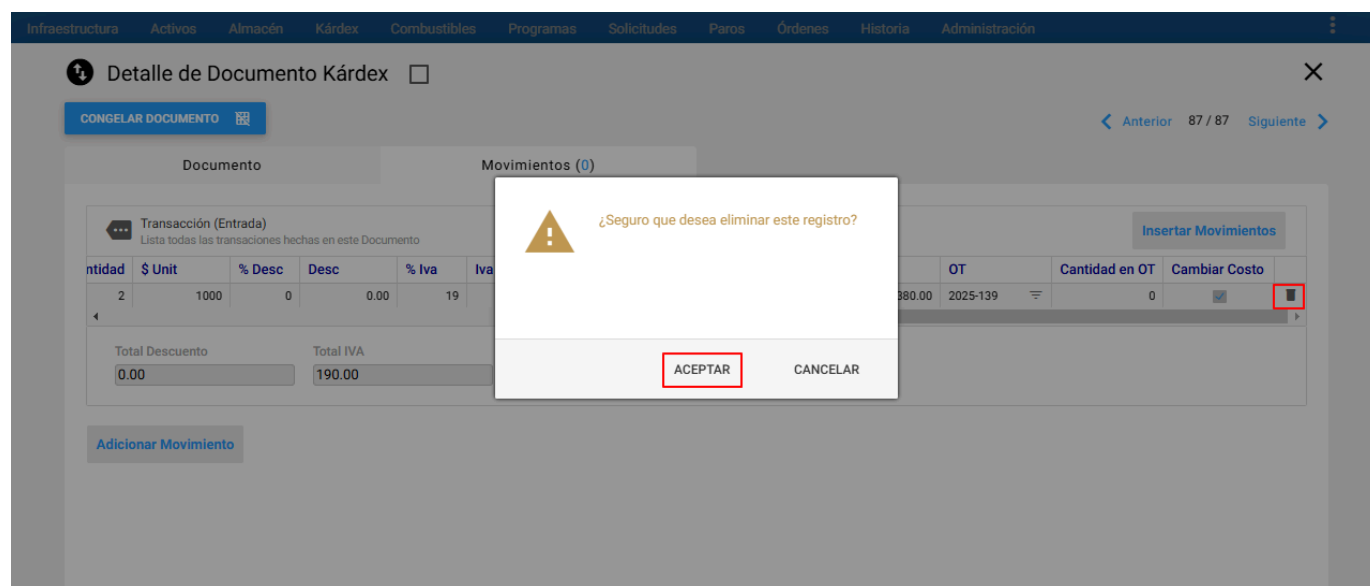 Infraestructura Activos Almacén Kárdex Combustibles Programas Solicitudes Paros Órdenes Historia Administración
Detalle de Documento Kárdex
CONGELAR DOCUMENTO
Anterior 87 / 87 Siguiente
Documento Movimientos (0)
¿Seguro que desea eliminar este registro?
Transacción (Entrada)
Lista todas las transaciones hechas en este Documento
Insertar Movimientos
ntidad $ Unit % Desc Desc % Iva Iva OT Cantidad en OT Cambiar Costo
2 1000 0 0.00 19 380.00 2025-139 0
Total Descuento Total IVA
0.00 190.00
ACEPTAR CANCELAR
Adicionar Movimiento